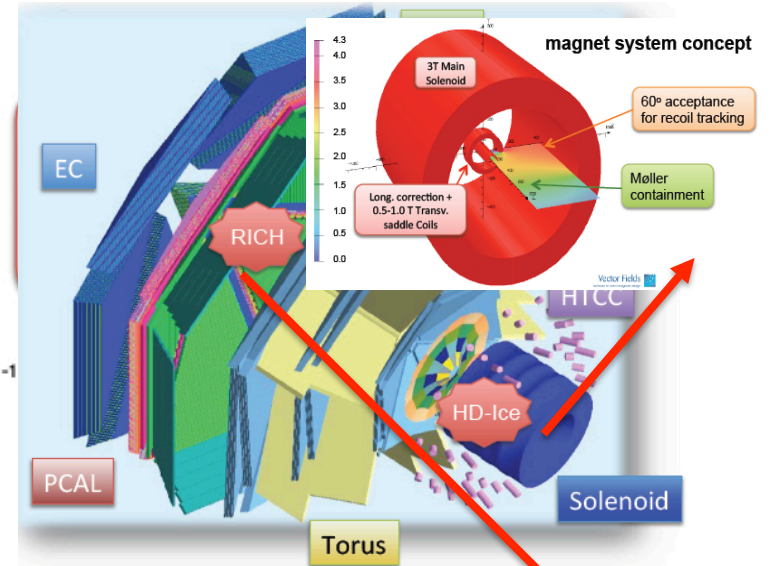 magnet system concept
4.3
4.0
3.5
3.0
2.5
2.0
1.5
1.0
0.5
0.0
3T Main
Solenoid
60º acceptance
for recoil tracking
Møller
containment
Long. correction +
0.5-1.0 T Transv.
saddle Coils
Vector Fields
EC
RICH
HTCC
-1
HD-Ice
PCAL
Solenoid
Torus